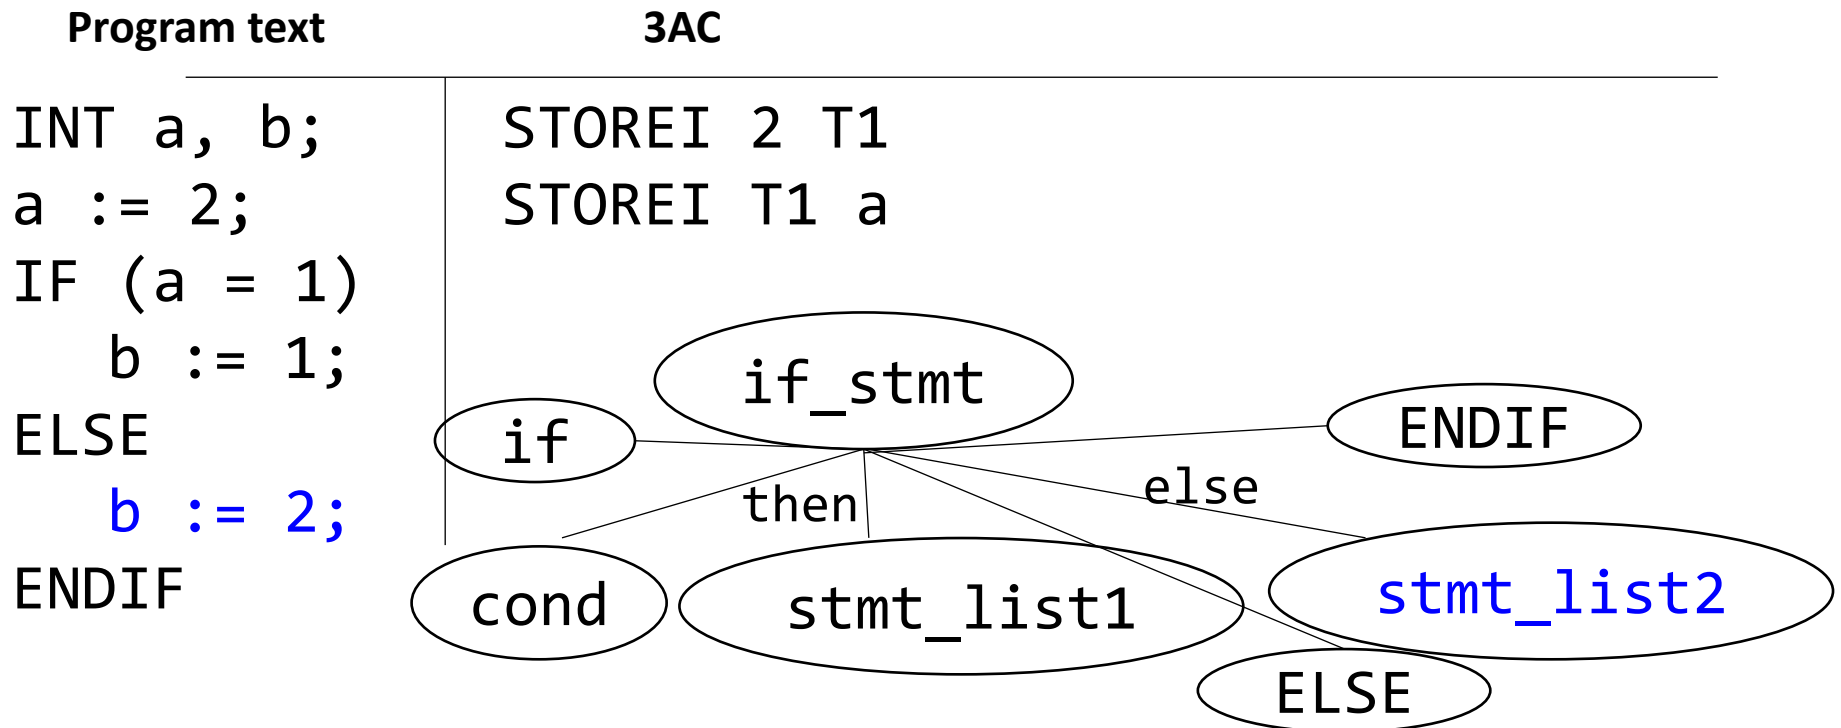 Program text 3AC
INT a, b; STOREI 2 T1
a := 2; STOREI T1 a
IF (a = 1)
b := 1;
ELSE
b := 2;
ENDIF
if_stmt
if
ENDIF
then
else
cond
stmt_list1
stmt_list2
ELSE